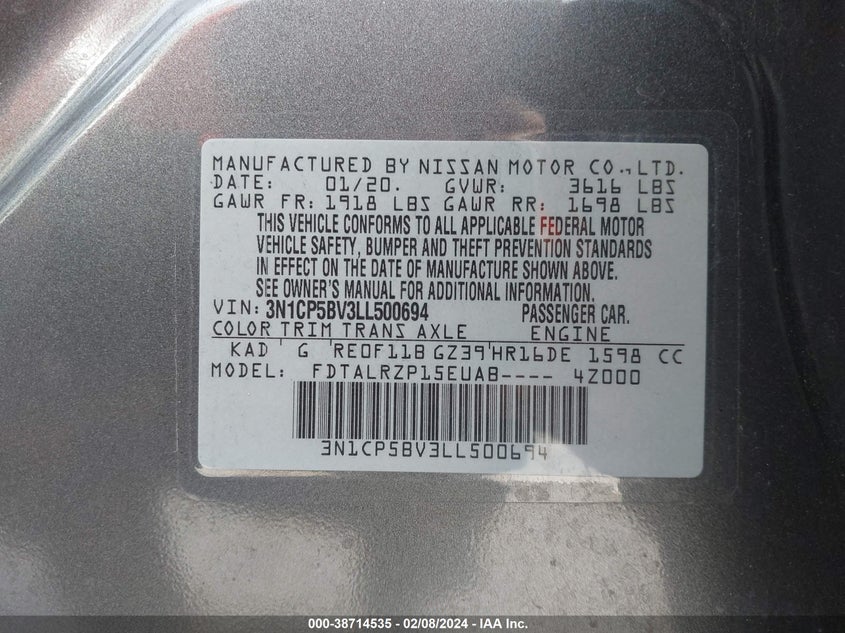 MANUFACTURED BY NISSAN MOTOR CO.,LTD.
DATE: 01/20. GVWR: 3616 LBS
GAWR FR: 1918 LBS GAWR RR: 1698 LBS
THIS VEHICLE CONFORMS TO ALL APPLICABLE FEDERAL MOTOR
VEHICLE SAFETY, BUMPER AND THEFT PREVENTION STANDARDS
IN EFFECT ON THE DATE OF MANUFACTURE SHOWN ABOVE.
SEE OWNER'S MANUAL FOR ADDITIONAL INFORMATION.
VIN: 3N1CP5BV3LL500694 PASSENGER CAR.
COLOR TRIM TRANS AXLE ENGINE
KAD G RE0F11B GZ39 HR16DE 1598 CC
MODEL: FDTALRZP15EUAB---- 4Z000
3N1CP5BV3LL500694
000-38714535 - 02/08/2024 - IAA Inc.